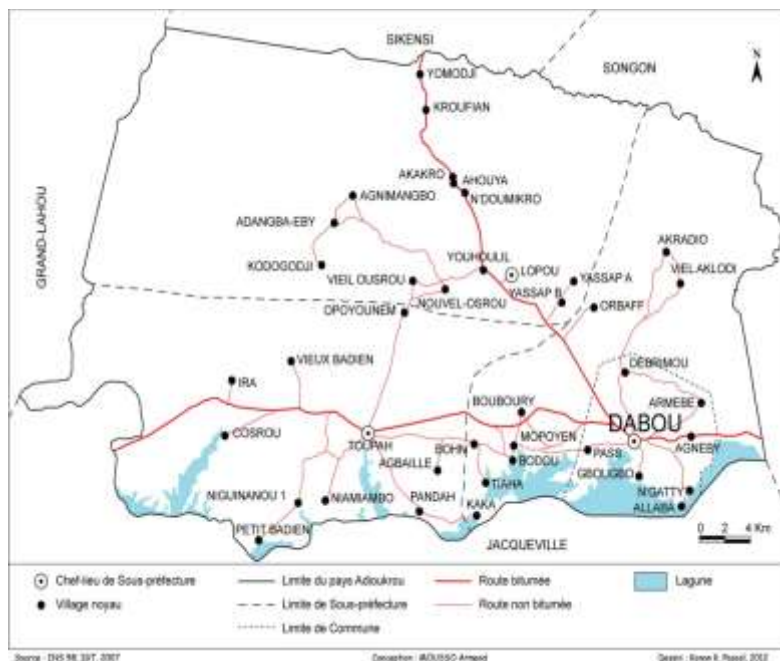 SIKENSI
SONGON
N
YOMODJI
KROUFIAN
AKAKRO
AHOUYA
N'DOUMIKRO
AGNIMANGBO
ADANGBA-EBY
GRAND-LAHOU
KODOGODJI
YOUHOULIL
LOPOU
AKRADIO
VIEIL OUSROU
YASSAP A
VIELAKLODI
YASSAP B
NOUVEL-OSROU
ORBAFF
OPOYOUNEM
VIEUX BADIEN
DEBRIMOU
IRA
BOUBOURY
ARMEBE
DABOU
COSROU
TOUPAH
BOHN
MOPOYEN
AGNEBY
AGBAILLE
BODOU
PASS
GBOUGBO
TIAHA
NIGUINANOU 1
NIAMIAMBO
PANDAH
KAKA
N'GATTY
ALLABA
PETIT BADIEN
JACQUEVILLE
0 2 4 Km
Chef-lieu de Sous-préfecture
Limite du pays Adioukrou
Route bitumée
Lagune
Village noyau
Limite de Sous-préfecture
Route non bitumée
Limite de Commune